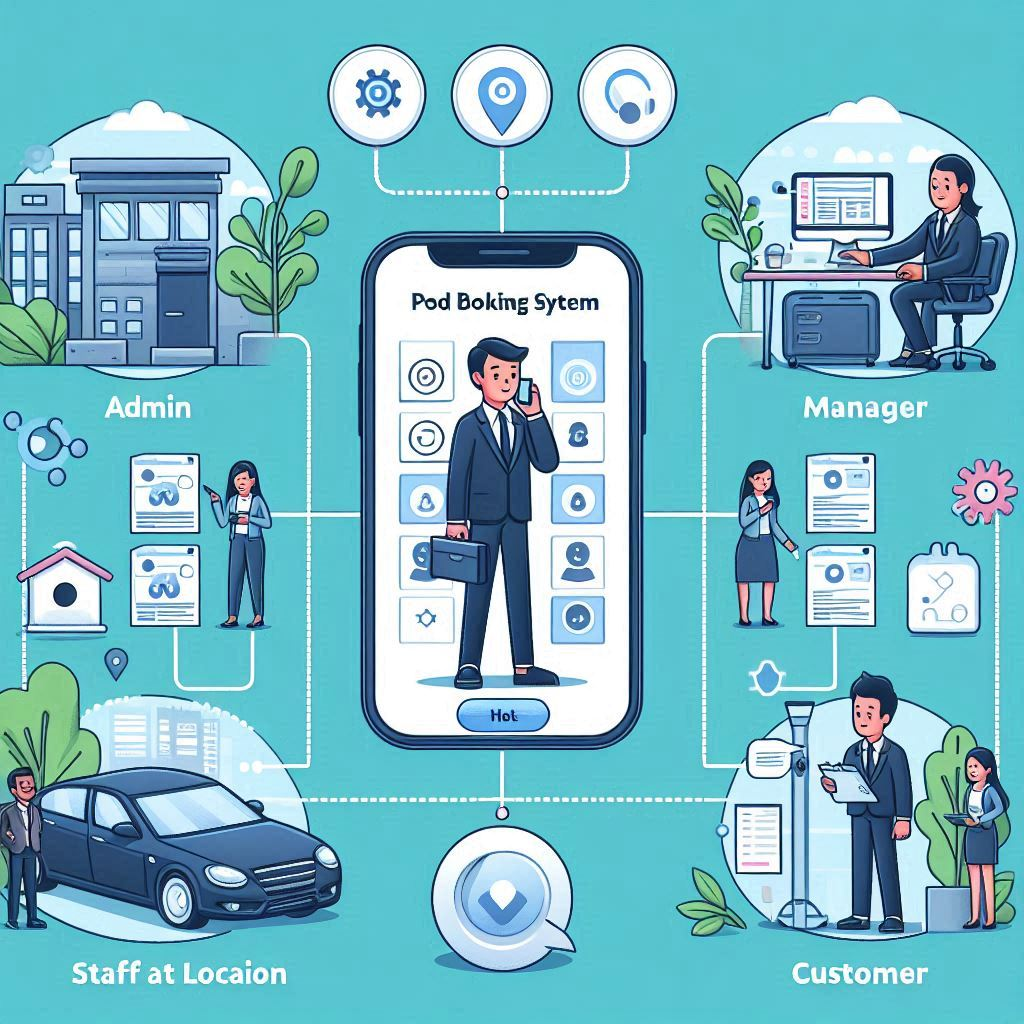 Pod Boking Sytem
Admin
Manager
Hot
Staff at Locaion
Customer